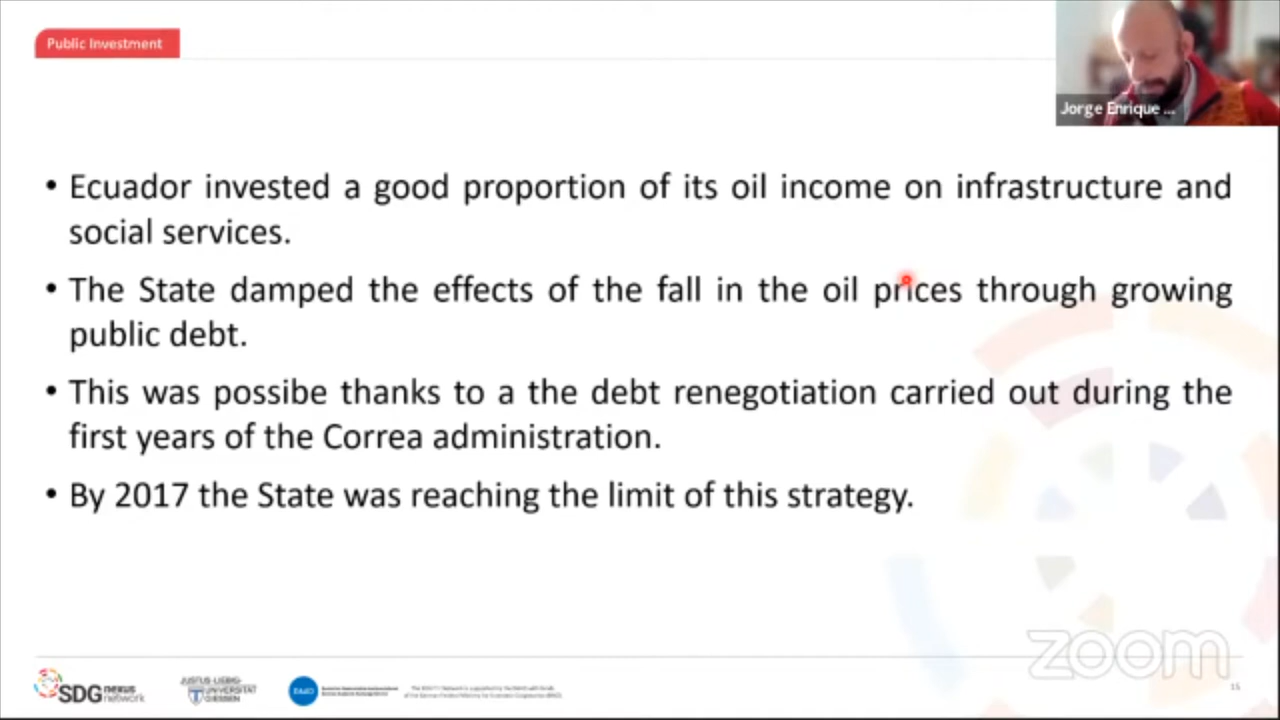 Public Investment
Jorge Enrique ...
• Ecuador invested a good proportion of its oil income on infrastructure and
social services.
• The State damped the effects of the fall in the oil prices through growing
public debt.
• This was possibe thanks to a the debt renegotiation carried out during the
first years of the Correa administration.
• By 2017 the State was reaching the limit of this strategy.
zoom
SDG nexus
network
JUSTUS-LIEBIG-
UNIVERSITÄT
GIESSEN
DAAD
15